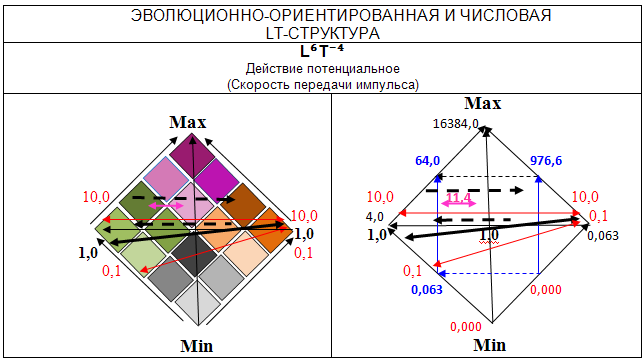 ЭВОЛЮЦИОННО-ОРИЕНТИРОВАННАЯ И ЧИСЛОВАЯ
LT-СТРУКТУРА
L⁶T⁻⁴
Действие потенциальное
(Скорость передачи импульса)
Max
10,0
10,0
1,0
1,0
0,1
0,1
Min
Max
16384,0
64,0
976,6
11,4
10,0
10,0
4,0
0,1
1,0
1,0
0,063
0,1
0,063
0,000
0,000
Min